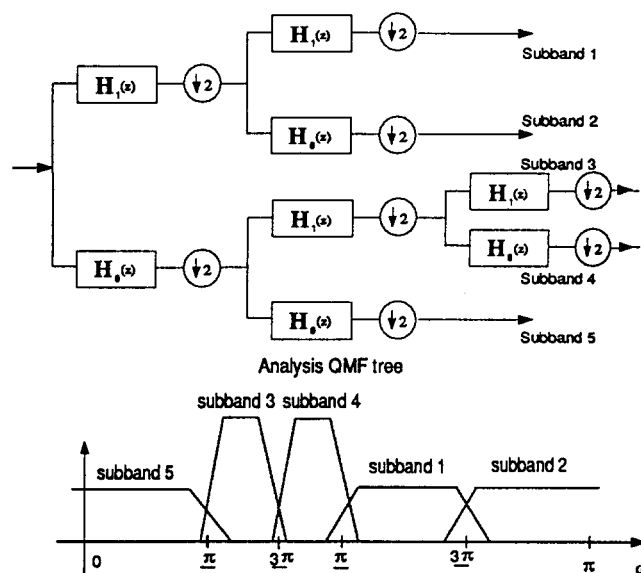 H₁(z) ↓2
Subband 1
H₁(z) ↓2
H₀(z) ↓2
Subband 2
Subband 3
H₁(z) ↓2 H₁(z) ↓2
H₀(z) ↓2 H₀(z) ↓2
Subband 4
H₀(z) ↓2
Subband 5
Analysis QMF tree
subband 3 subband 4
subband 5 subband 1 subband 2
0 π 3π π 3π π